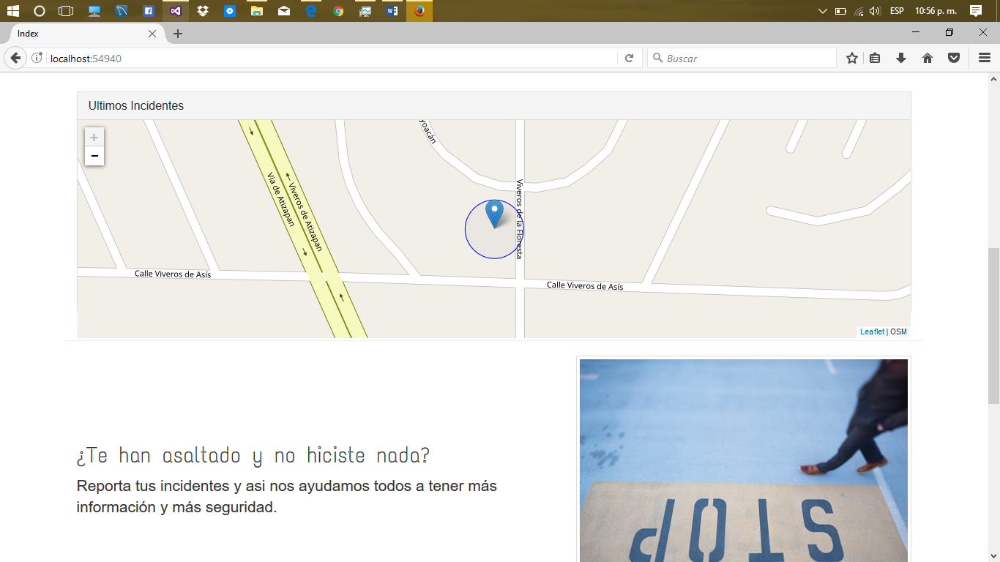 ESP
10:56 p. m.
Index
localhost:54940
Buscar
Ultimos Incidentes
+
−
yoacán
Via de Atizapan
Viveros de Atizapan
Viveros de la Floresta
Calle Viveros de Asís
Calle Viveros de Asís
Leaflet | OSM
¿Te han asaltado y no hiciste nada?
Reporta tus incidentes y asi nos ayudamos todos a tener más
información y más seguridad.
STOP